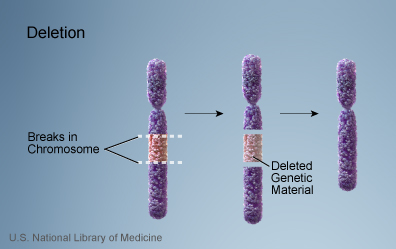 Deletion
Breaks in
Chromosome
Deleted
Genetic
Material
U.S. National Library of Medicine